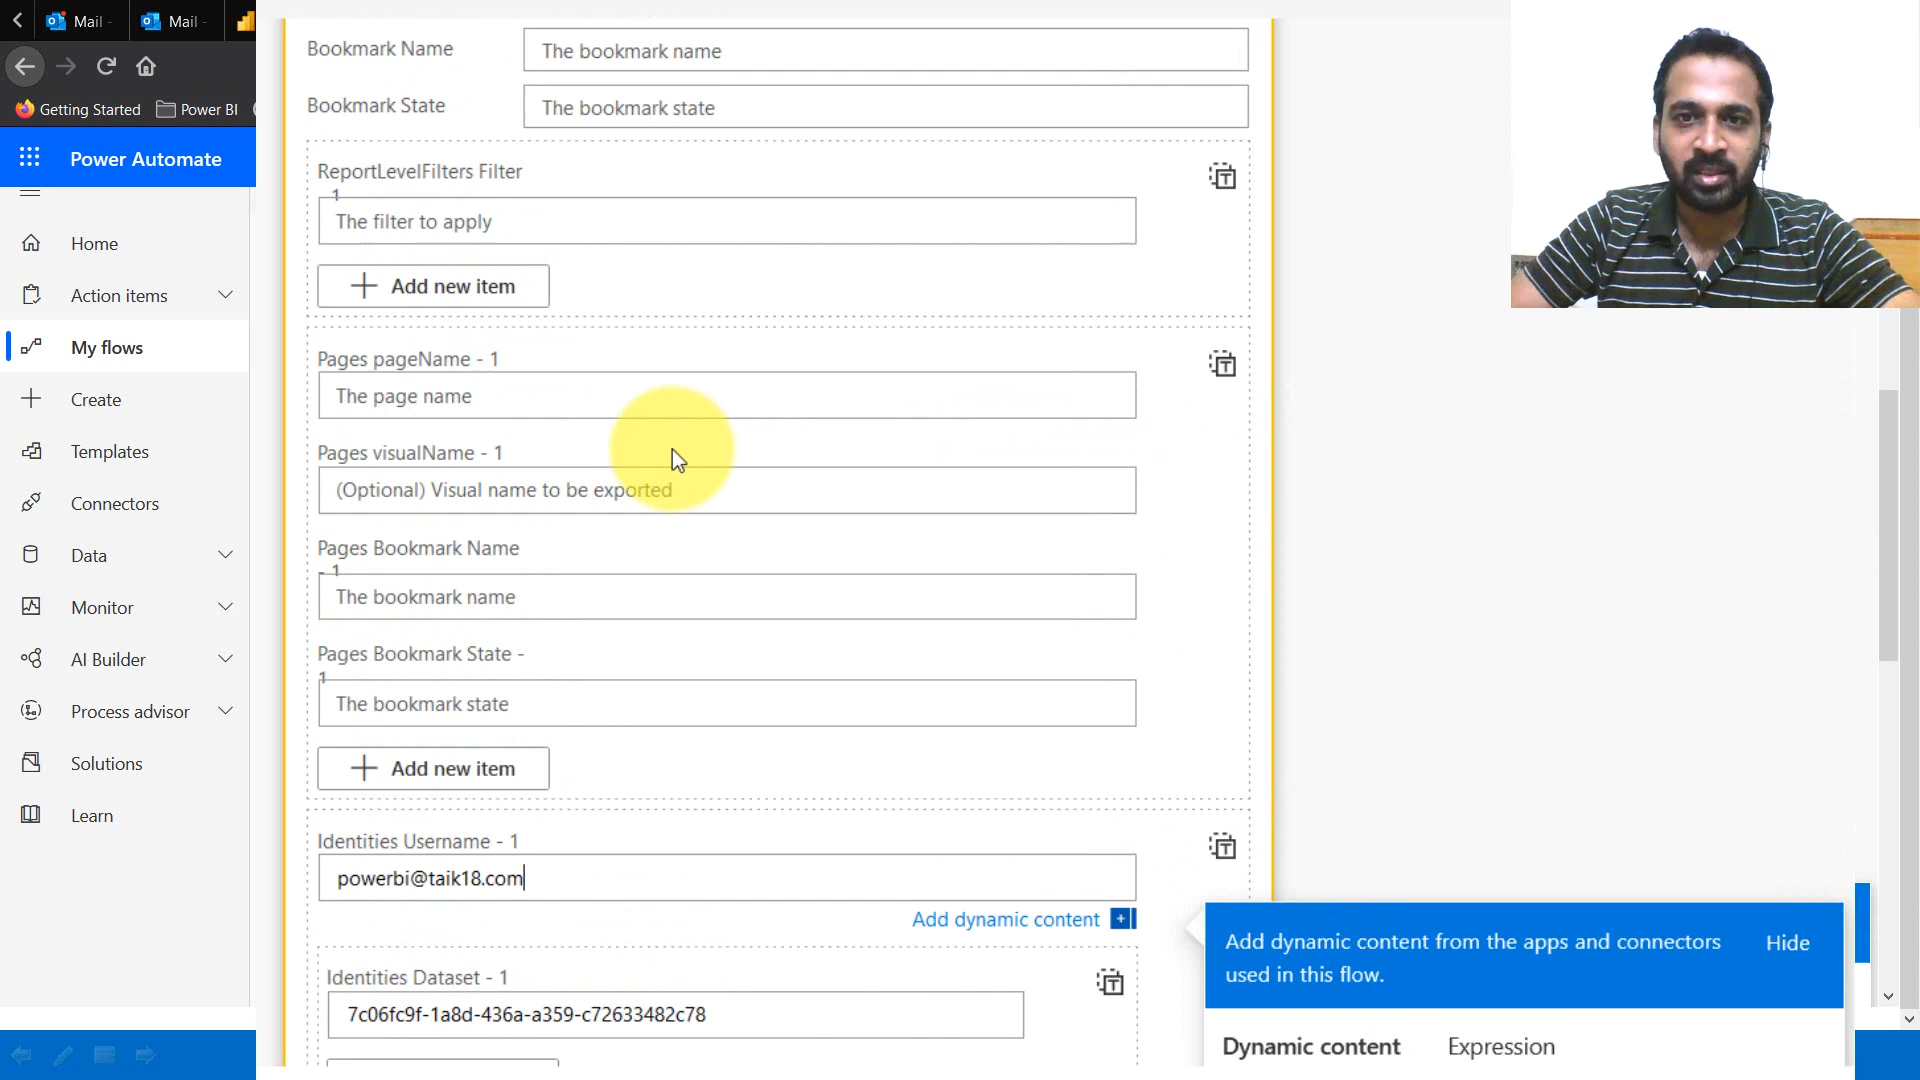 Mail
Mail
Getting Started
Power BI
Power Automate
Home
Action items
My flows
Create
Templates
Connectors
Data
Monitor
AI Builder
Process advisor
Solutions
Learn
Bookmark Name
The bookmark name
Bookmark State
The bookmark state
ReportLevelFilters Filter
1
The filter to apply
Add new item
Pages pageName - 1
The page name
Pages visualName - 1
(Optional) Visual name to be exported
Pages Bookmark Name
- 1
The bookmark name
Pages Bookmark State -
1
The bookmark state
Add new item
Identities Username - 1
powerbi@taik18.com
Add dynamic content
Identities Dataset - 1
7c06fc9f-1a8d-436a-a359-c72633482c78
Add dynamic content from the apps and connectors
used in this flow.
Hide
Dynamic content
Expression